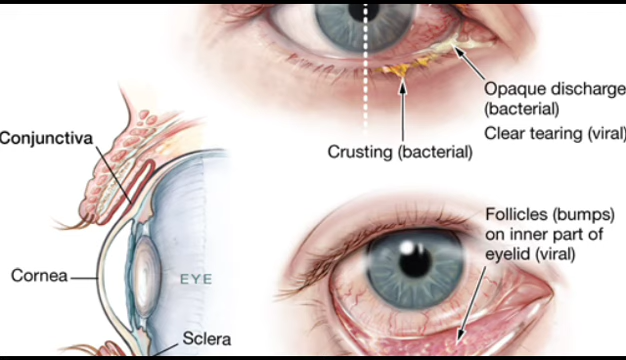 Opaque discharge
(bacterial)
Clear tearing (viral)
Crusting (bacterial)
Conjunctiva
Follicles (bumps)
on inner part of
eyelid (viral)
Cornea
EYE
Sclera